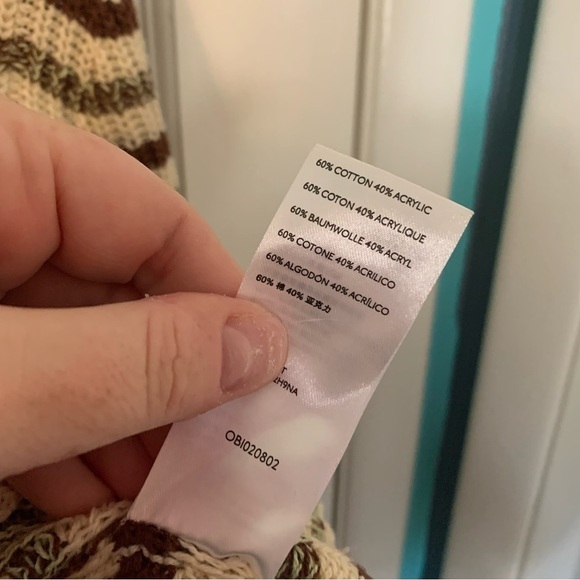 60% COTTON 40% ACRYLIC
60% COTON 40% ACRYLIQUE
60% BAUMWOLLE 40% ACRYL
60% COTONE 40% ACRILICO
60% ALGODÓN 40% ACRÍLICO
60% 棉 40% 亚克力
OBI020802